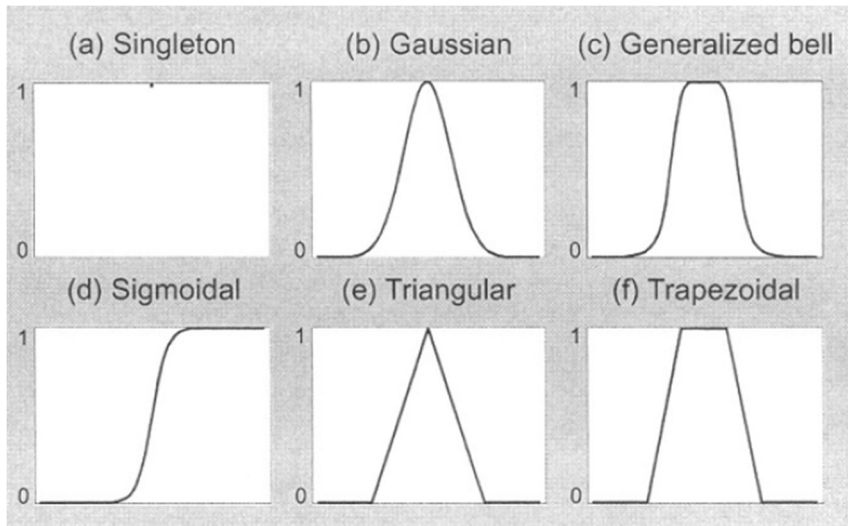 (a) Singleton
(b) Gaussian
(c) Generalized bell
1
1
1
0
0
0
(d) Sigmoidal
(e) Triangular
(f) Trapezoidal
1
1
1
0
0
0